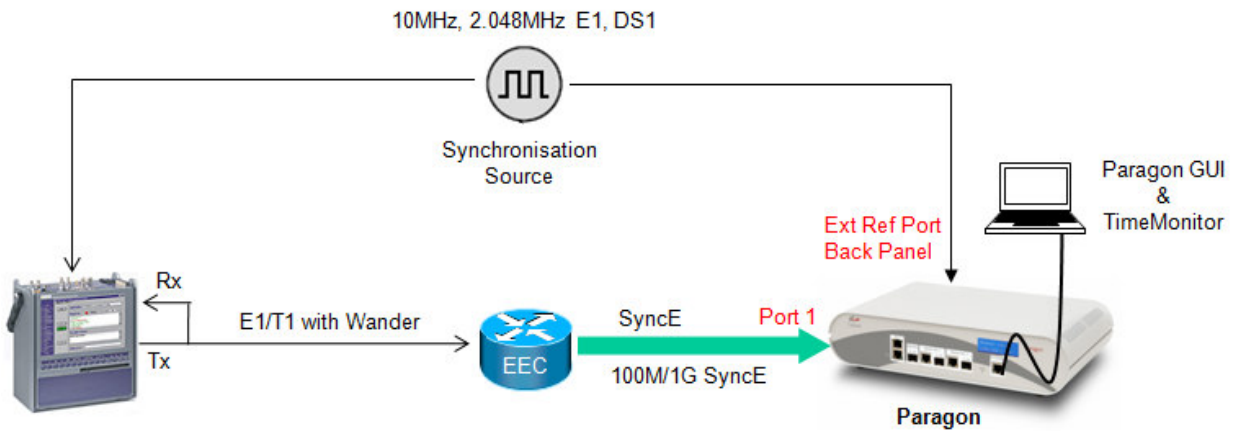 10MHz, 2.048MHz E1, DS1
Synchronisation
Source
Paragon GUI
&
TimeMonitor
Ext Ref Port
Back Panel
Rx
E1/T1 with Wander
Tx
EEC
SyncE
Port 1
100M/1G SyncE
Paragon